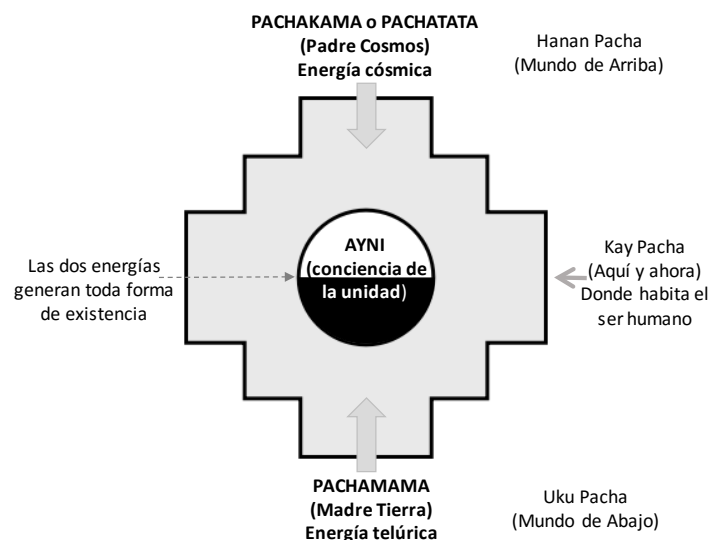 PACHAKAMA o PACHATATA
(Padre Cosmos)
Energía cósmica
Hanan Pacha
(Mundo de Arriba)
AYNI
(conciencia de
la unidad)
Las dos energías
generan toda forma
de existencia
Kay Pacha
(Aquí y ahora)
Donde habita el
ser humano
PACHAMAMA
(Madre Tierra)
Energía telúrica
Uku Pacha
(Mundo de Abajo)